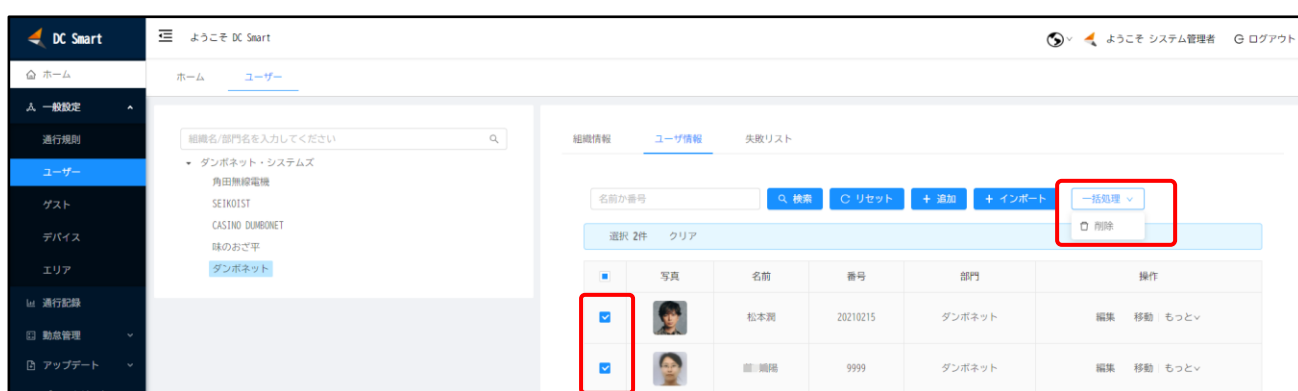 DC Smart
ようこそ DC Smart
ようこそ システム管理者
ログアウト
ホーム
一般設定
通行規則
ユーザー
ゲスト
デバイス
エリア
通行記録
勤怠管理
アップデート
ホーム ユーザー
組織名/部門名を入力してください
ダンボネット・システムズ
角田無線電機
SEIKOIST
CASINO DUMBONET
味のおざ平
ダンボネット
組織情報 ユーザ情報 失敗リスト
名前か番号 検索 リセット + 追加 + インポート 一括処理
削除
選択 2件 クリア
写真 名前 番号 部門 操作
松本潤 20210215 ダンボネット 編集 移動 もっと
9999 ダンボネット 編集 移動 もっと